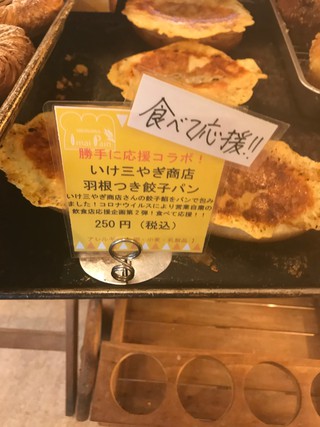 食べて応援!!
勝手に応援コラボ!
いけ三やぎ商店
羽根つき餃子パン
いけ三やぎ商店さんの餃子餡をパンで包み
ました!コロナウイルスにより営業自粛の
飲食店応援企画第2弾!食べて応援!!
250円(税込)